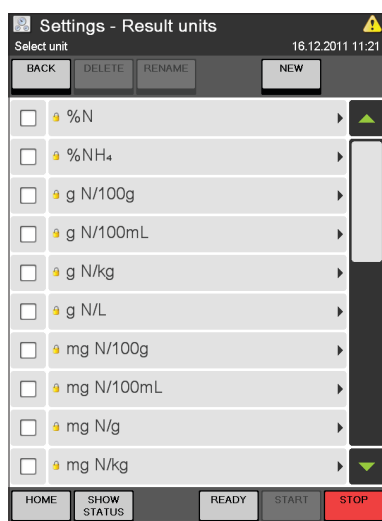 Settings - Result units
Select unit 16.12.2011 11:21
BACK DELETE RENAME NEW
%N
%NH₄
g N/100g
g N/100mL
g N/kg
g N/L
mg N/100g
mg N/100mL
mg N/g
mg N/kg
HOME SHOW STATUS READY START STOP